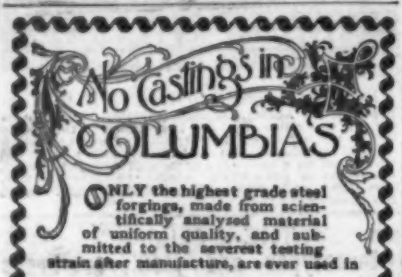 No Castings in
COLUMBIAS
ONLY the highest grade steel
forgings, made from scien-
tifically analysed material
of uniform quality, and sub-
mitted to the severest testing
strain after manufacture, are ever used in